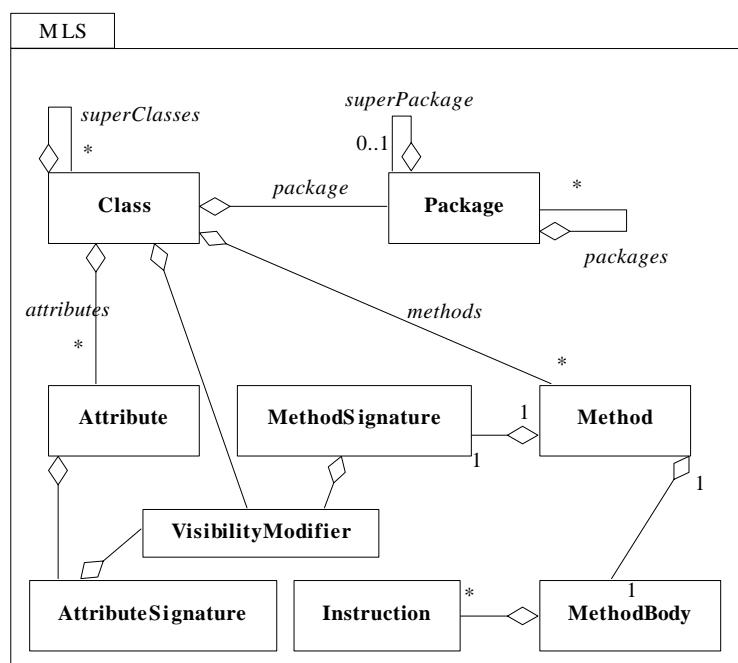 MLS
superClasses
*
superPackage
0..1
Class
package
Package
*
packages
attributes
*
methods
*
Attribute
MethodSignature
1
1
Method
1
VisibilityModifier
AttributeSignature
Instruction
*
1
MethodBody